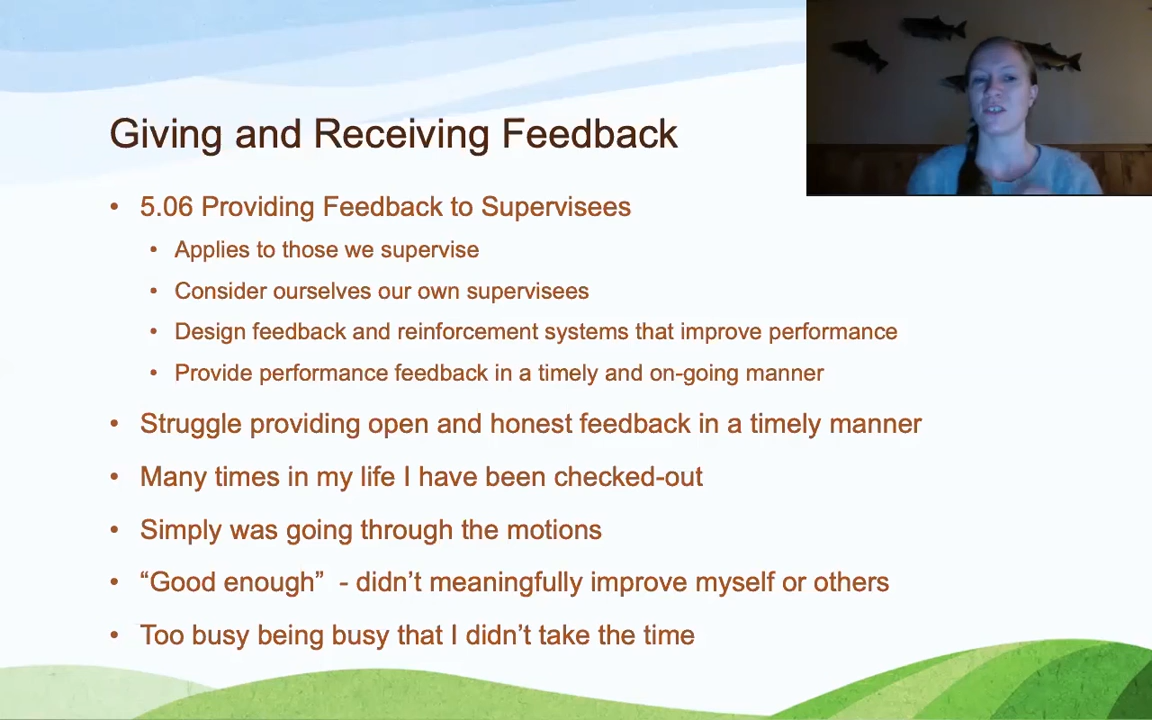 Giving and Receiving Feedback
• 5.06 Providing Feedback to Supervisees
• Applies to those we supervise
• Consider ourselves our own supervisees
• Design feedback and reinforcement systems that improve performance
• Provide performance feedback in a timely and on-going manner
• Struggle providing open and honest feedback in a timely manner
• Many times in my life I have been checked-out
• Simply was going through the motions
• “Good enough”  - didn’t meaningfully improve myself or others
• Too busy being busy that I didn’t take the time